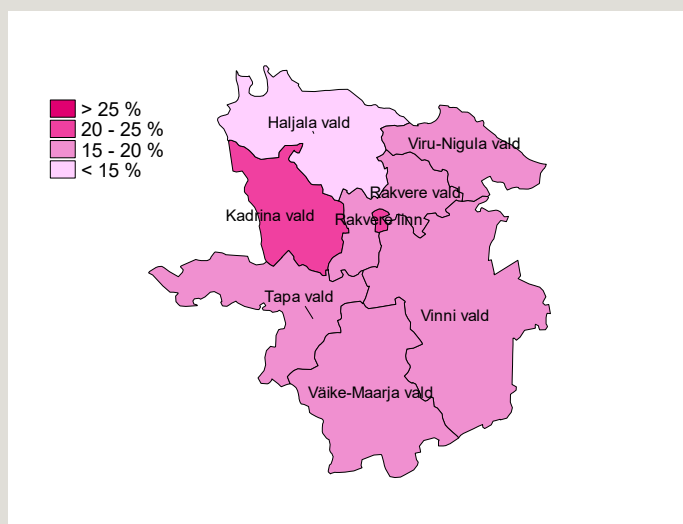 > 25 %
20 - 25 %
15 - 20 %
< 15 %
Haljala vald
Viru-Nigula vald
Rakvere vald
Kadrina vald
Rakvere linn
Tapa vald
Vinni vald
Väike-Maarja vald